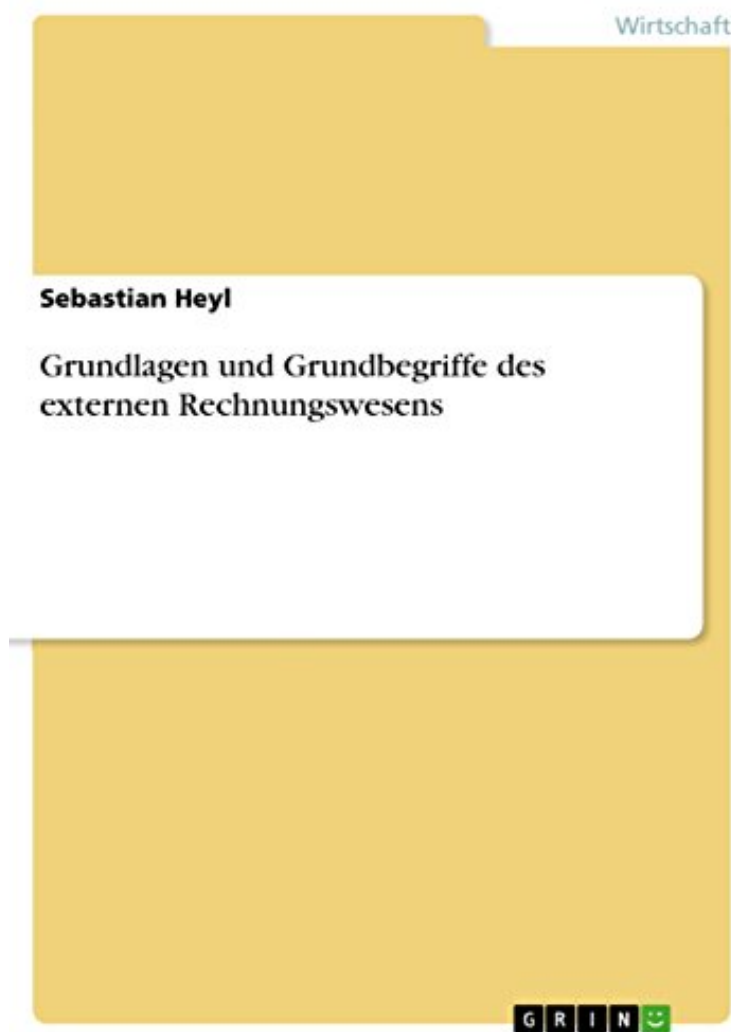 Wirtschaft
Sebastian Heyl
Grundlagen und Grundbegriffe des
externen Rechnungswesens
GRIN